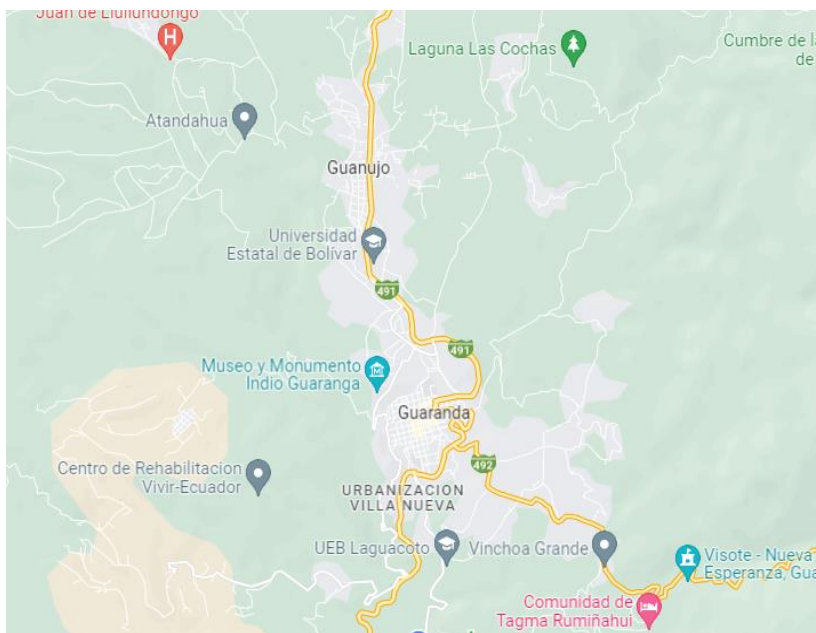 Juan de Llullundongo
H
Laguna Las Cochas
Cumbre de la
de
Atandahua
Guanujo
Universidad
Estatal de Bolívar
491
491
Museo y Monumento
Indio Guaranga
Guaranda
Centro de Rehabilitacion
Vivir-Ecuador
492
URBANIZACION
VILLA NUEVA
UEB Laguacoto
Vinchoa Grande
Visote - Nueva
Esperanza, Gua
Comunidad de
Tagma Rumiñahui